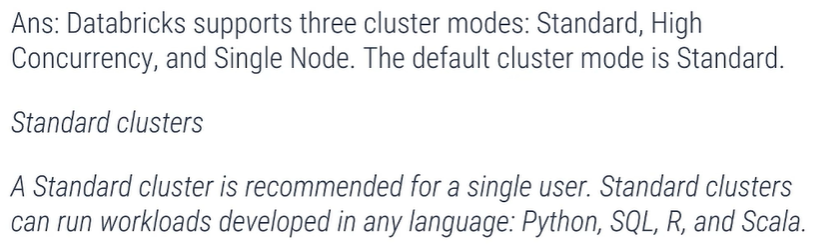 Ans: Databricks supports three cluster modes: Standard, High
Concurrency, and Single Node. The default cluster mode is Standard.
Standard clusters
A Standard cluster is recommended for a single user. Standard clusters
can run workloads developed in any language: Python, SQL, R, and Scala.